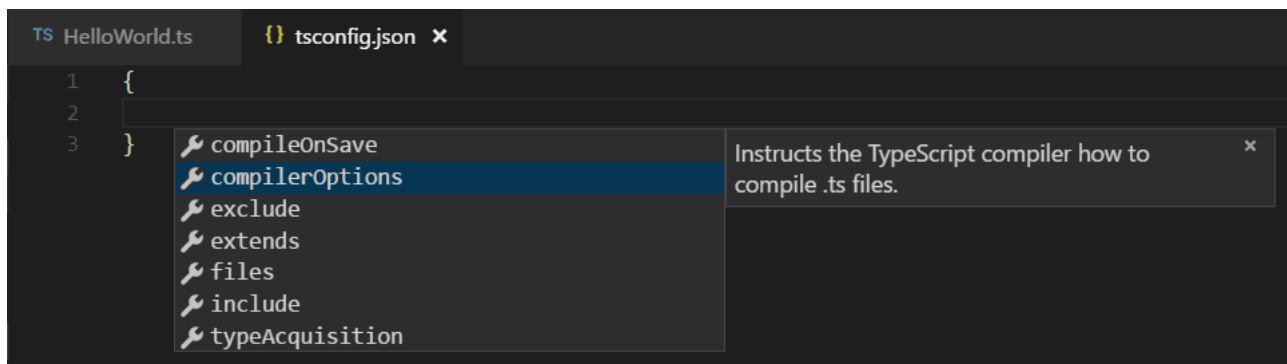 TS HelloWorld.ts {} tsconfig.json ×
1 {
2
3 }
compileOnSave
compilerOptions
exclude
extends
files
include
typeAcquisition
Instructs the TypeScript compiler how to ×
compile .ts files.